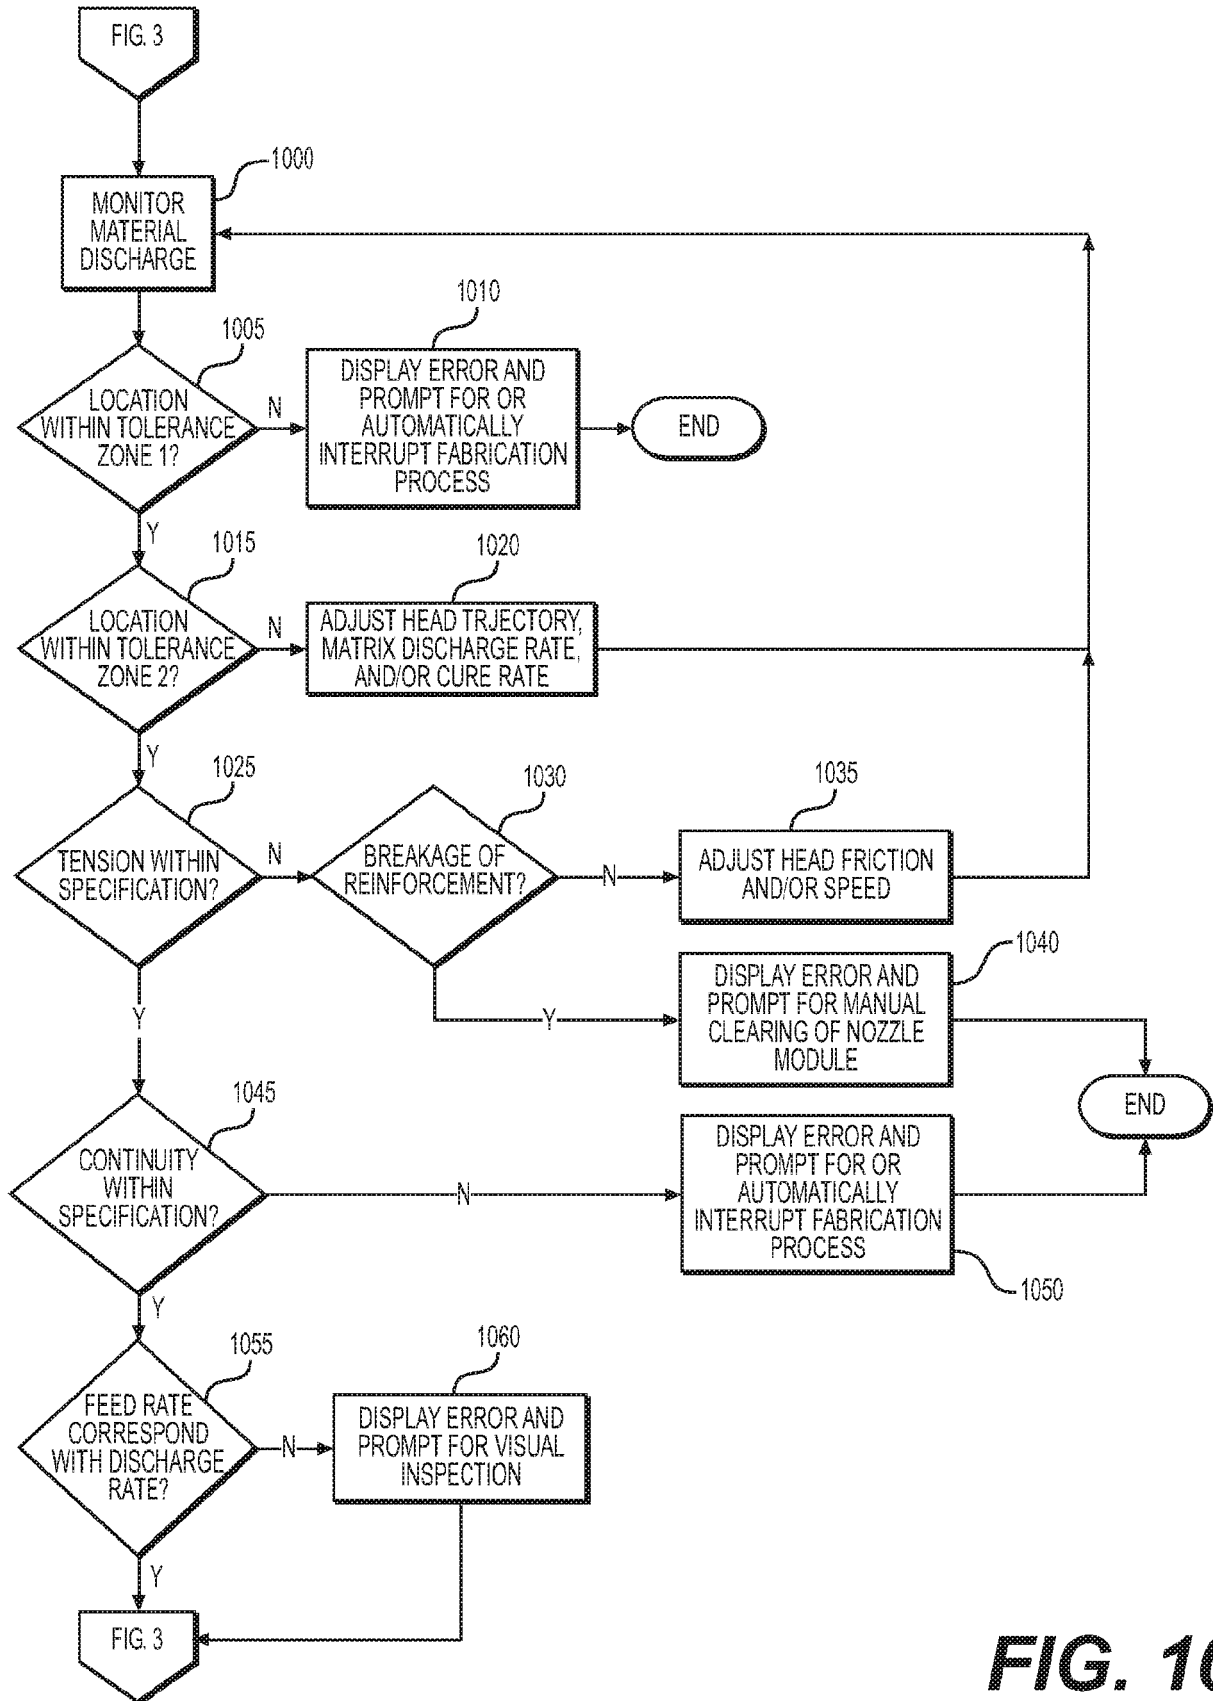 FIG. 3
1000
MONITOR
MATERIAL
DISCHARGE
1005
LOCATION
WITHIN TOLERANCE
ZONE 1?
N
Y
1010
DISPLAY ERROR AND
PROMPT FOR OR
AUTOMATICALLY
INTERRUPT FABRICATION
PROCESS
END
1015
LOCATION
WITHIN TOLERANCE
ZONE 2?
N
Y
1020
ADJUST HEAD TRJECTORY,
MATRIX DISCHARGE RATE,
AND/OR CURE RATE
1025
TENSION WITHIN
SPECIFICATION?
N
Y
1030
BREAKAGE OF
REINFORCEMENT?
N
Y
1035
ADJUST HEAD FRICTION
AND/OR SPEED
1040
DISPLAY ERROR AND
PROMPT FOR MANUAL
CLEARING OF NOZZLE
MODULE
END
1045
CONTINUITY
WITHIN
SPECIFICATION?
N
Y
DISPLAY ERROR AND
PROMPT FOR OR
AUTOMATICALLY
INTERRUPT FABRICATION
PROCESS
1050
1055
FEED RATE
CORRESPOND
WITH DISCHARGE
RATE?
N
Y
1060
DISPLAY ERROR AND
PROMPT FOR VISUAL
INSPECTION
FIG. 3
FIG. 10